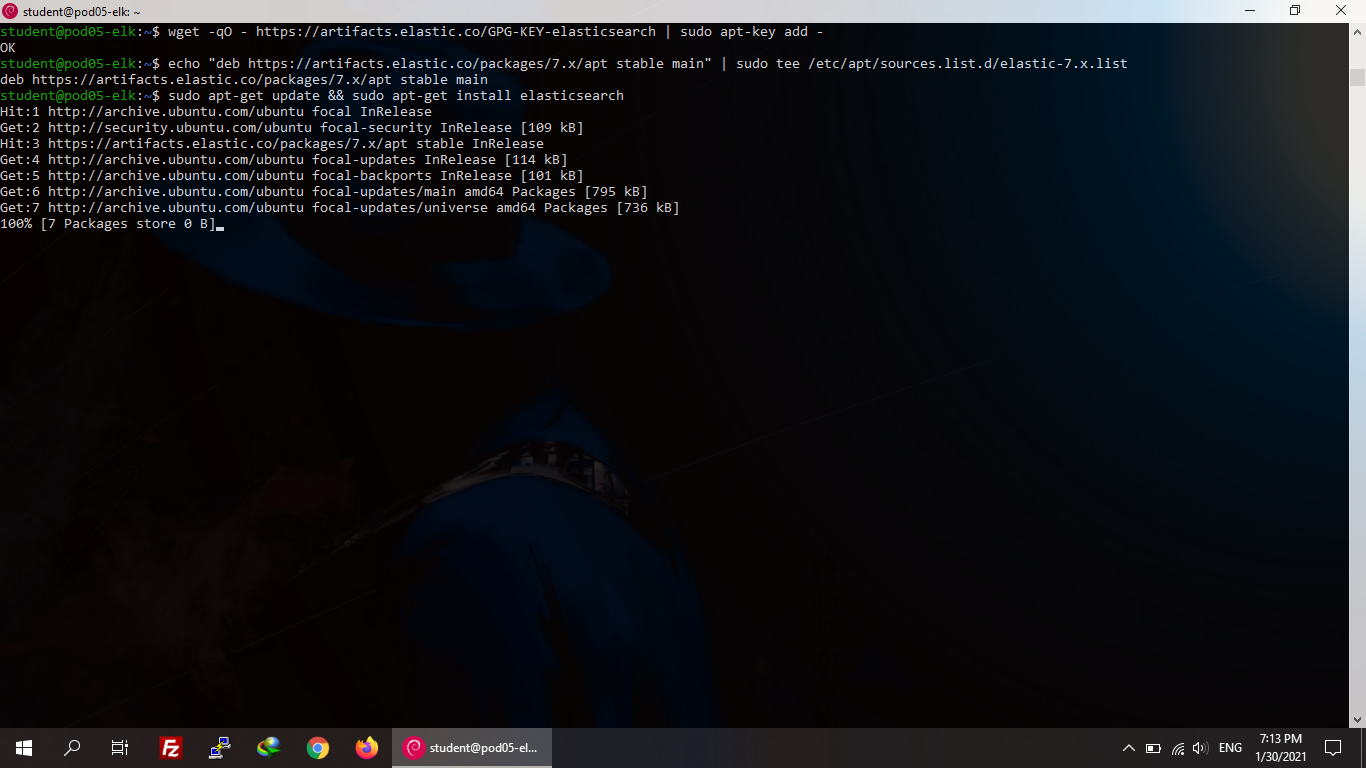 student@pod05-elk: ~
student@pod05-elk:~$ wget -qO - https://artifacts.elastic.co/GPG-KEY-elasticsearch | sudo apt-key add -
OK
student@pod05-elk:~$ echo "deb https://artifacts.elastic.co/packages/7.x/apt stable main" | sudo tee /etc/apt/sources.list.d/elastic-7.x.list
deb https://artifacts.elastic.co/packages/7.x/apt stable main
student@pod05-elk:~$ sudo apt-get update && sudo apt-get install elasticsearch
Hit:1 http://archive.ubuntu.com/ubuntu focal InRelease
Get:2 http://security.ubuntu.com/ubuntu focal-security InRelease [109 kB]
Hit:3 https://artifacts.elastic.co/packages/7.x/apt stable InRelease
Get:4 http://archive.ubuntu.com/ubuntu focal-updates InRelease [114 kB]
Get:5 http://archive.ubuntu.com/ubuntu focal-backports InRelease [101 kB]
Get:6 http://archive.ubuntu.com/ubuntu focal-updates/main amd64 Packages [795 kB]
Get:7 http://archive.ubuntu.com/ubuntu focal-updates/universe amd64 Packages [736 kB]
100% [7 Packages store 0 B]
Fz
student@pod05-el...
ENG
7:13 PM
1/30/2021